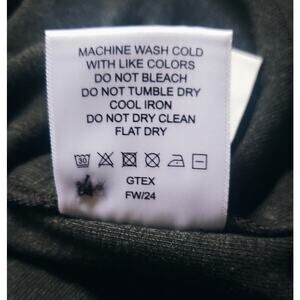 MACHINE WASH COLD
WITH LIKE COLORS
DO NOT BLEACH
DO NOT TUMBLE DRY
COOL IRON
DO NOT DRY CLEAN
FLAT DRY
30
GTEX
FW/24